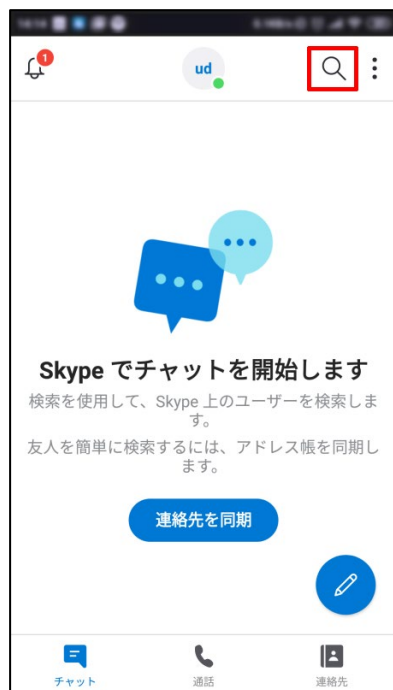 1
ud
Skype でチャットを開始します
検索を使用して、Skype 上のユーザーを検索しま
す。
友人を簡単に検索するには、アドレス帳を同期し
ます。
連絡先を同期
チャット 通話 連絡先